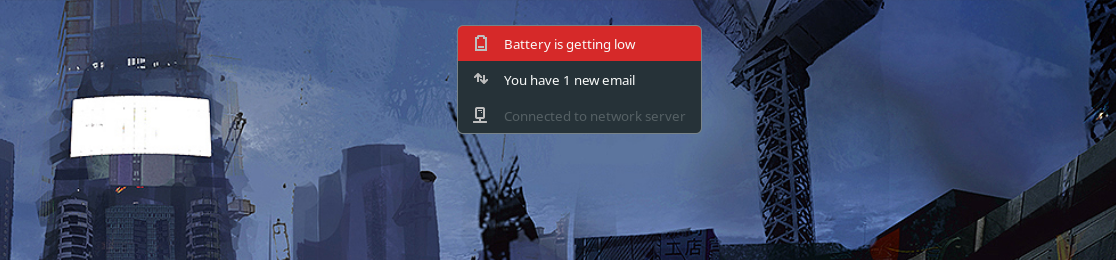 Battery is getting low
You have 1 new email
Connected to network server
工店